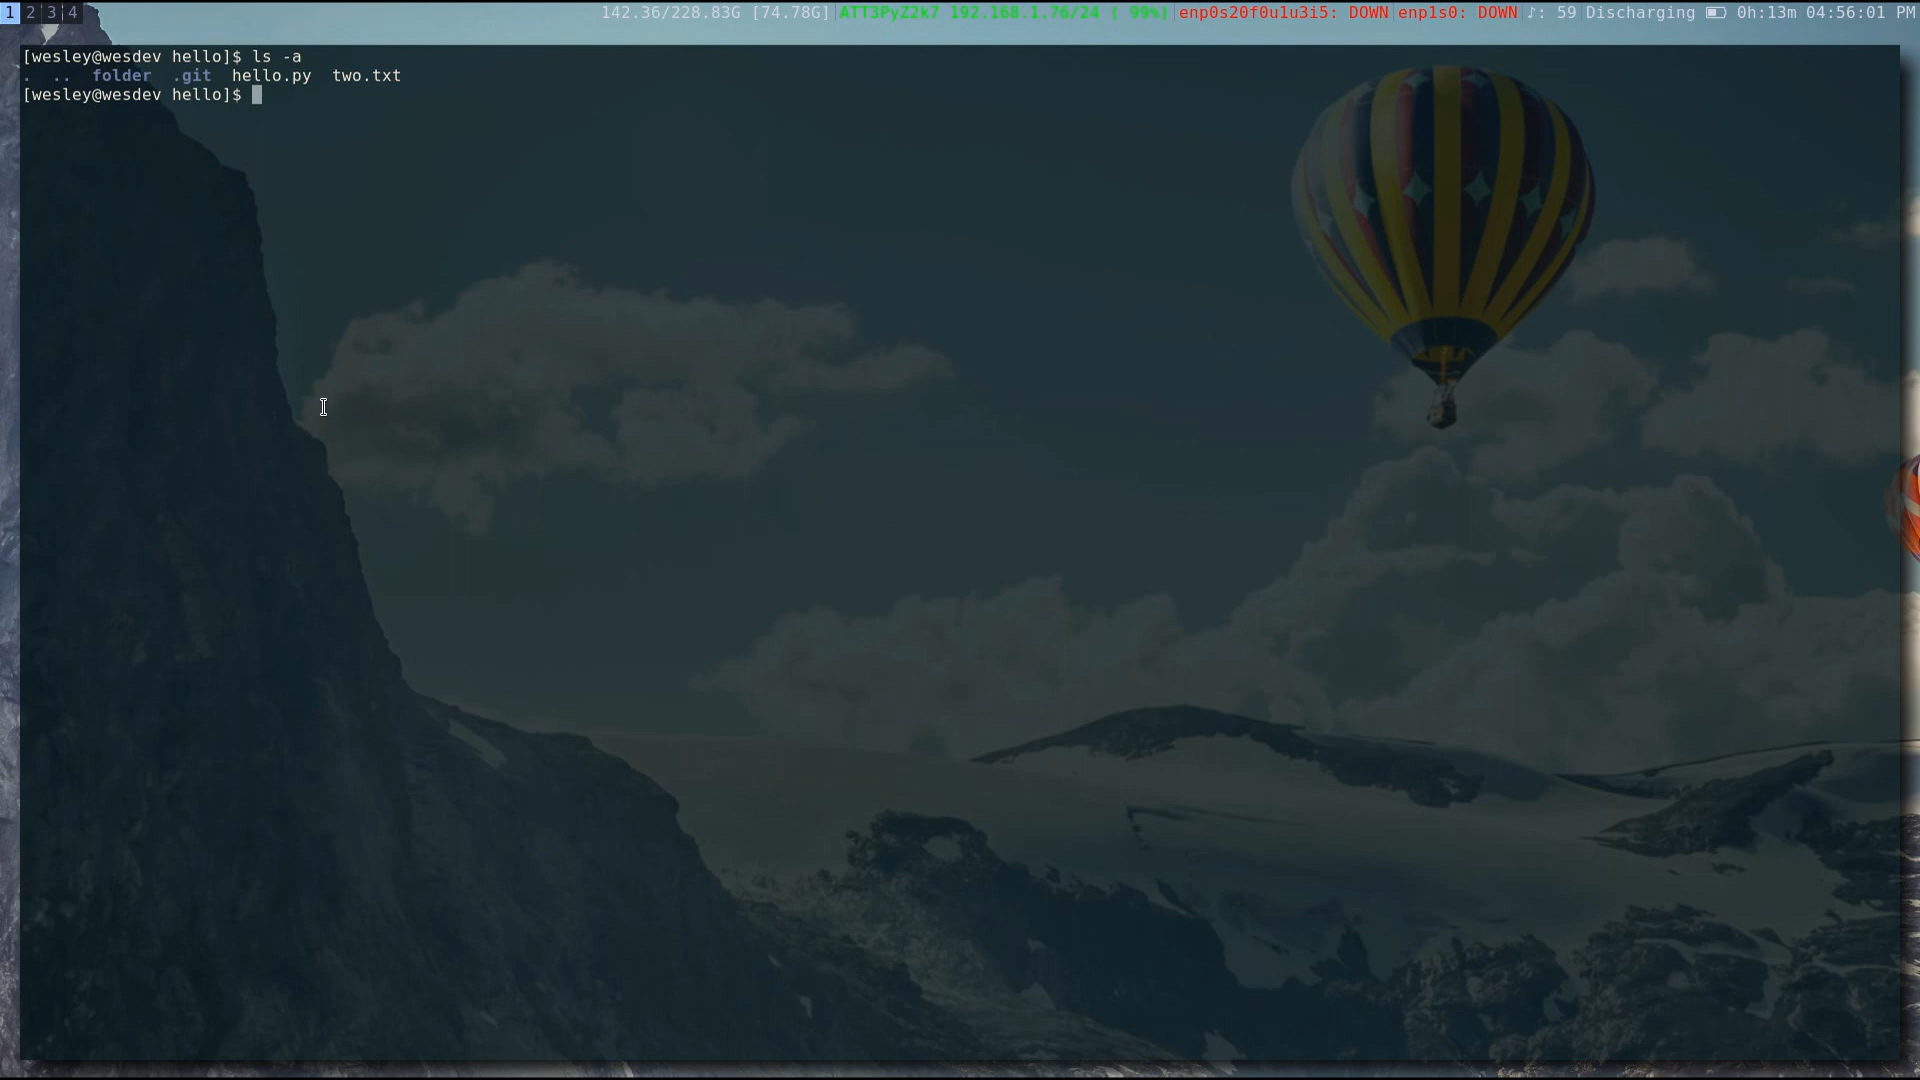 1 2 3 4 142.36/228.83G [74.78G] ATT3PyZ2k7 192.168.1.76/24 ( 99%) enp0s20f0u1u3i5: DOWN enp1s0: DOWN ♪: 59 Discharging 0h:13m 04:56:01 PM
[wesley@wesdev hello]$ ls -a
. .. folder .git hello.py two.txt
[wesley@wesdev hello]$